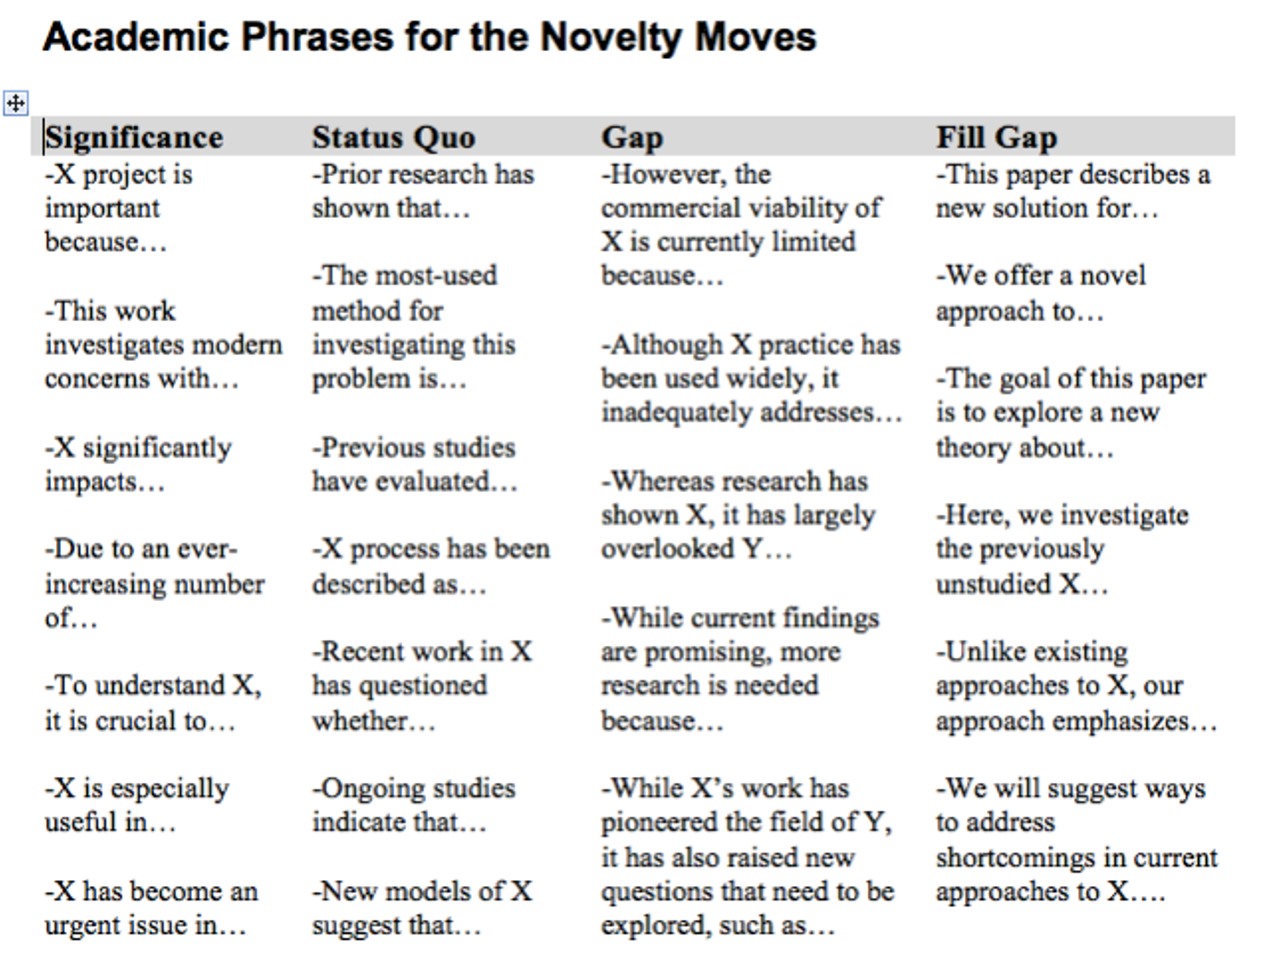 Academic Phrases for the Novelty Moves
Significance
-X project is
important
because…
-This work
investigates modern
concerns with…
-X significantly
impacts…
-Due to an ever-
increasing number
of…
-To understand X,
it is crucial to…
-X is especially
useful in…
-X has become an
urgent issue in…
Status Quo
-Prior research has
shown that…
-The most-used
method for
investigating this
problem is…
-Previous studies
have evaluated…
-X process has been
described as…
-Recent work in X
has questioned
whether…
-Ongoing studies
indicate that…
-New models of X
suggest that…
Gap
-However, the
commercial viability of
X is currently limited
because…
-Although X practice has
been used widely, it
inadequately addresses…
-Whereas research has
shown X, it has largely
overlooked Y…
-While current findings
are promising, more
research is needed
because…
-While X’s work has
pioneered the field of Y,
it has also raised new
questions that need to be
explored, such as…
Fill Gap
-This paper describes a
new solution for…
-We offer a novel
approach to…
-The goal of this paper
is to explore a new
theory about…
-Here, we investigate
the previously
unstudied X…
-Unlike existing
approaches to X, our
approach emphasizes…
-We will suggest ways
to address
shortcomings in current
approaches to X….